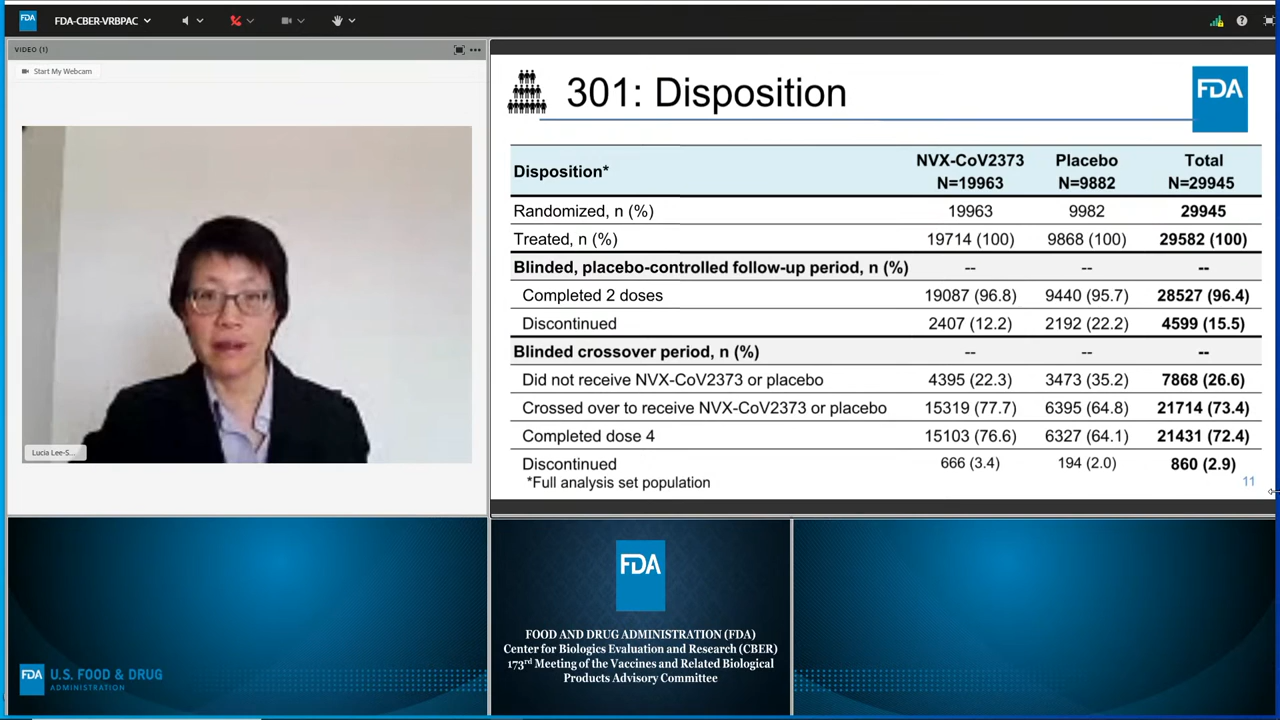 FDA FDA-CBER-VRBPAC
VIDEO (1)
Start My Webcam
Lucia Lee-S...
301: Disposition
FDA
Disposition* NVX-CoV2373 N=19963 Placebo N=9882 Total N=29945
Randomized, n (%) 19963 9982 29945
Treated, n (%) 19714 (100) 9868 (100) 29582 (100)
Blinded, placebo-controlled follow-up period, n (%) -- -- --
Completed 2 doses 19087 (96.8) 9440 (95.7) 28527 (96.4)
Discontinued 2407 (12.2) 2192 (22.2) 4599 (15.5)
Blinded crossover period, n (%) -- -- --
Did not receive NVX-CoV2373 or placebo 4395 (22.3) 3473 (35.2) 7868 (26.6)
Crossed over to receive NVX-CoV2373 or placebo 15319 (77.7) 6395 (64.8) 21714 (73.4)
Completed dose 4 15103 (76.6) 6327 (64.1) 21431 (72.4)
Discontinued 666 (3.4) 194 (2.0) 860 (2.9)
*Full analysis set population
11
FDA U.S. FOOD & DRUG
ADMINISTRATION
FDA
FOOD AND DRUG ADMINISTRATION (FDA)
Center for Biologics Evaluation and Research (CBER)
173rd Meeting of the Vaccines and Related Biological
Products Advisory Committee